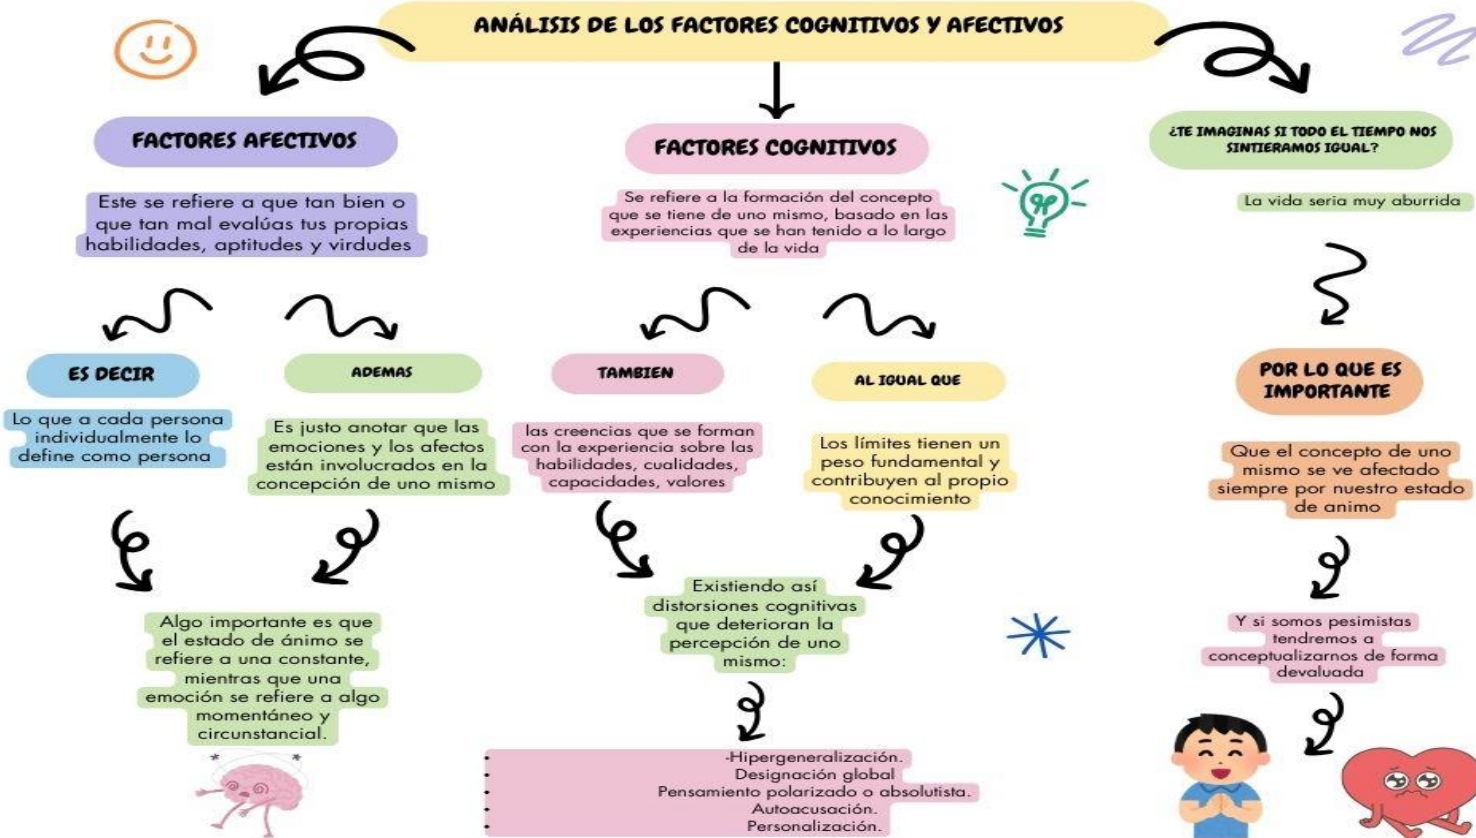 ANÁLISIS DE LOS FACTORES COGNITIVOS Y AFECTIVOS
FACTORES AFECTIVOS
Este se refiere a que tan bien o
que tan mal evalúas tus propias
habilidades, aptitudes y virdudes
ES DECIR
Lo que a cada persona
individualmente lo
define como persona
ADEMAS
Es justo anotar que las
emociones y los afectos
están involucrados en la
concepción de uno mismo
Algo importante es que
el estado de ánimo se
refiere a una constante,
mientras que una
emoción se refiere a algo
momentáneo y
circunstancial.
FACTORES COGNITIVOS
Se refiere a la formación del concepto
que se tiene de uno mismo, basado en las
experiencias que se han tenido a lo largo
de la vida
TAMBIEN
las creencias que se forman
con la experiencia sobre las
habilidades, cualidades,
capacidades, valores
AL IGUAL QUE
Los límites tienen un
peso fundamental y
contribuyen al propio
conocimiento
Existiendo así
distorsiones cognitivas
que deterioran la
percepción de uno
mismo:
-Hipergeneralización.
Designación global
Pensamiento polarizado o absolutista.
Autoacusación.
Personalización.
¿TE IMAGINAS SI TODO EL TIEMPO NOS
SINTIERAMOS IGUAL?
La vida seria muy aburrida
POR LO QUE ES
IMPORTANTE
Que el concepto de uno
mismo se ve afectado
siempre por nuestro estado
de animo
Y si somos pesimistas
tendremos a
conceptualizarnos de forma
devaluada